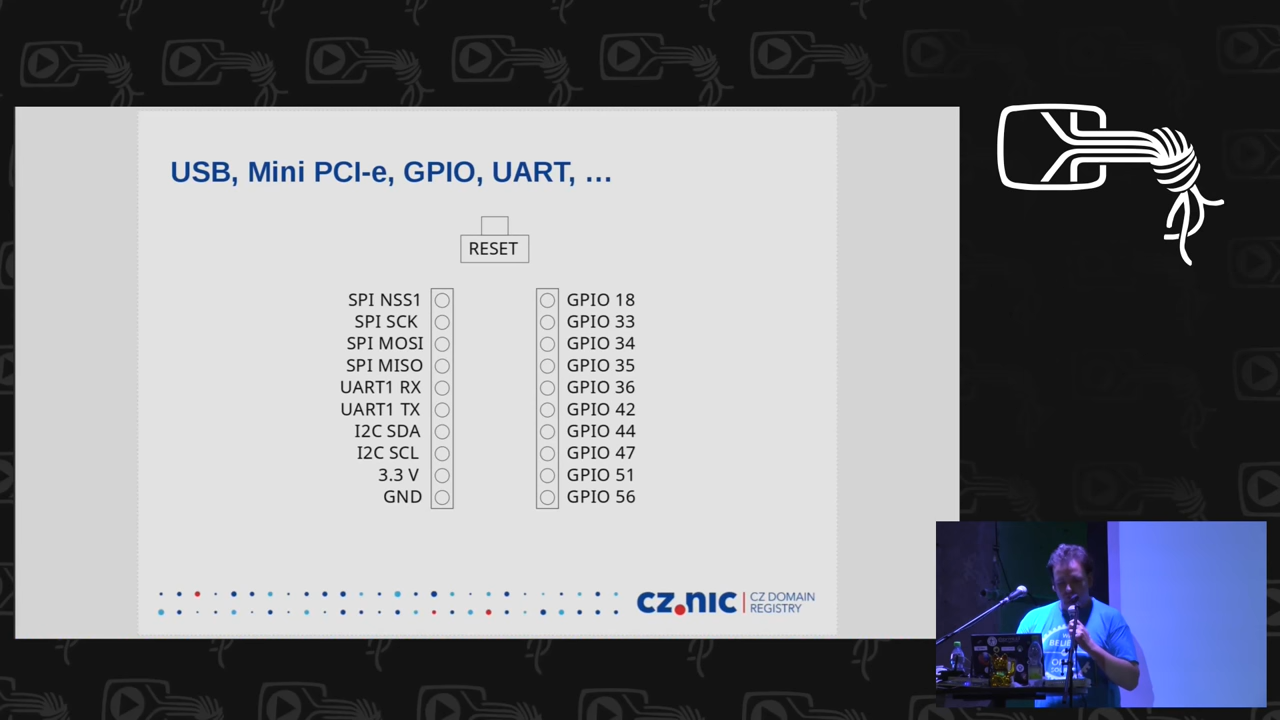 USB, Mini PCI-e, GPIO, UART, …
RESET
SPI NSS1
SPI SCK
SPI MOSI
SPI MISO
UART1 RX
UART1 TX
I2C SDA
I2C SCL
3.3 V
GND
GPIO 18
GPIO 33
GPIO 34
GPIO 35
GPIO 36
GPIO 42
GPIO 44
GPIO 47
GPIO 51
GPIO 56
cz.nic
CZ DOMAIN
REGISTRY